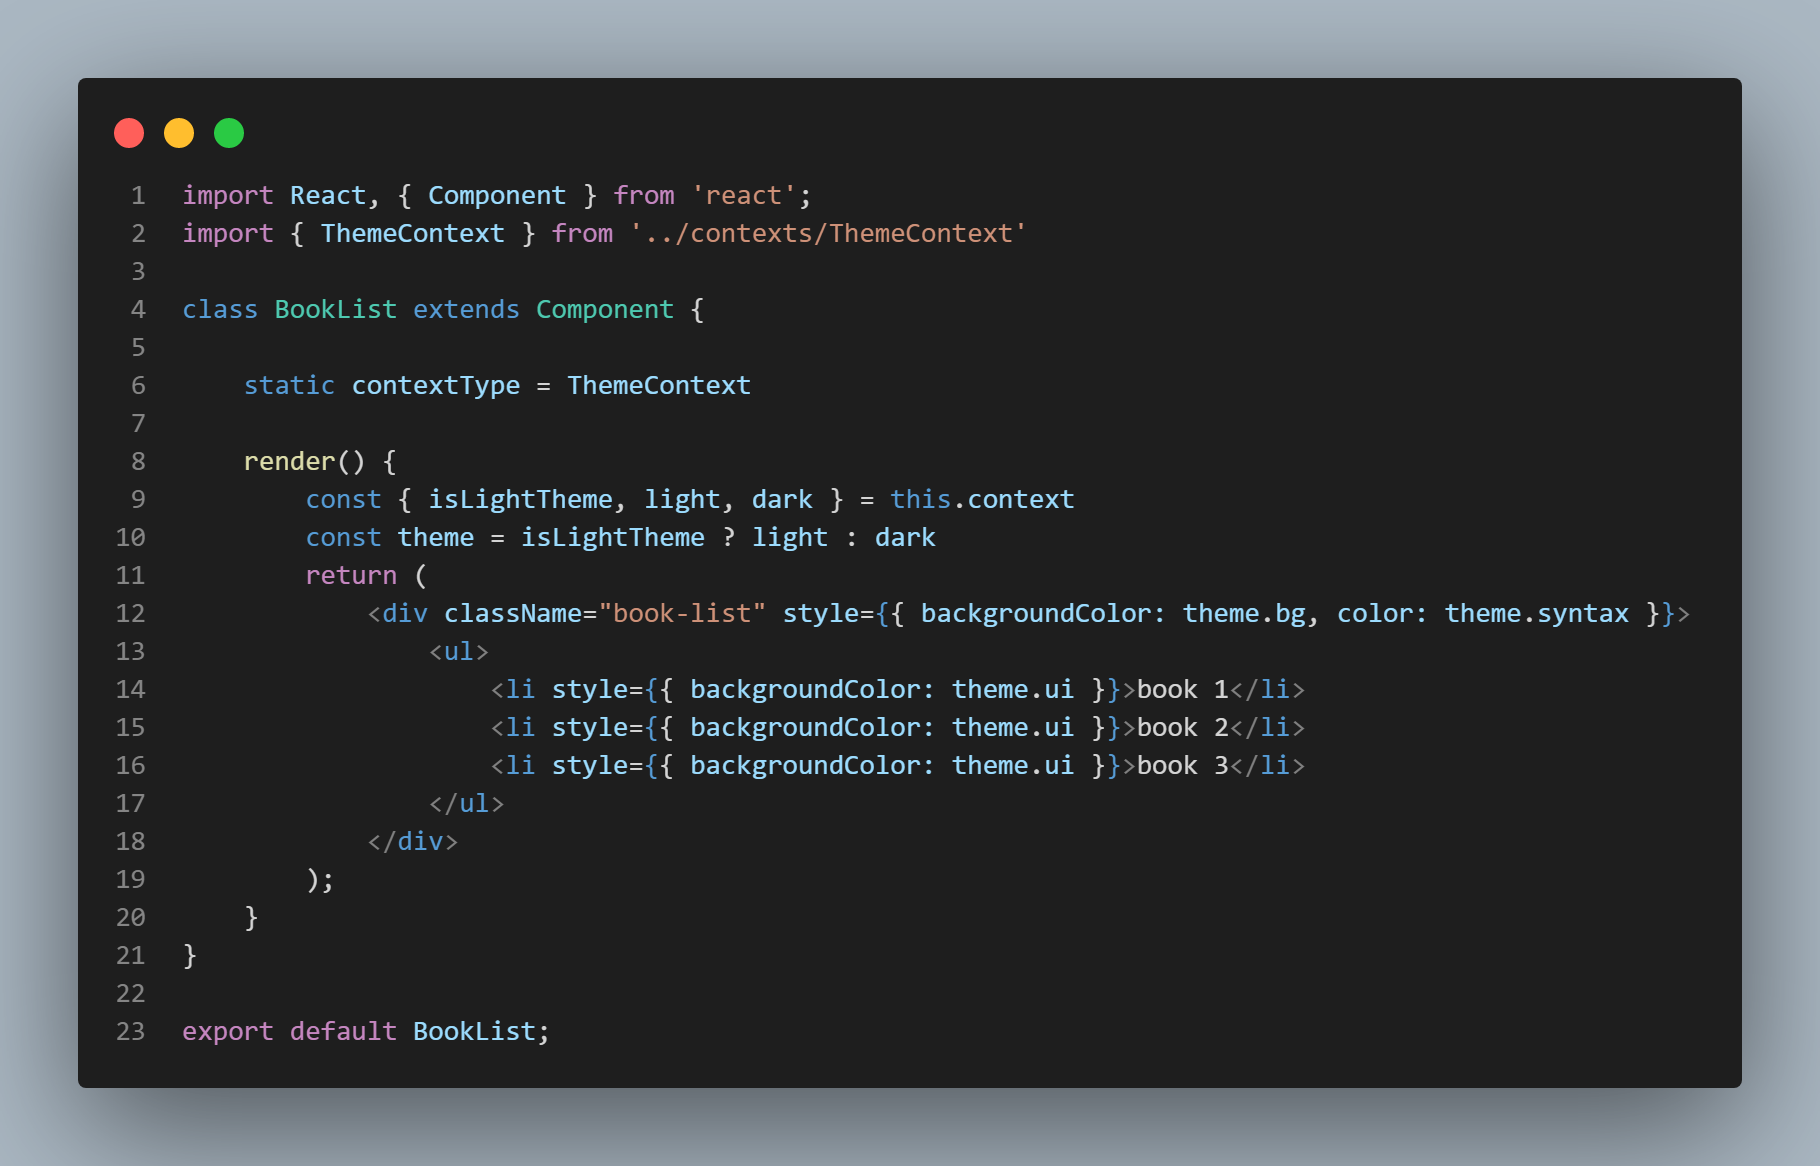 1 import React, { Component } from 'react';
2 import { ThemeContext } from '../contexts/ThemeContext'
3
4 class BookList extends Component {
5
6     static contextType = ThemeContext
7
8     render() {
9         const { isLightTheme, light, dark } = this.context
10         const theme = isLightTheme ? light : dark
11         return (
12             <div className="book-list" style={{ backgroundColor: theme.bg, color: theme.syntax }}>
13                 <ul>
14                     <li style={{ backgroundColor: theme.ui }}>book 1</li>
15                     <li style={{ backgroundColor: theme.ui }}>book 2</li>
16                     <li style={{ backgroundColor: theme.ui }}>book 3</li>
17                 </ul>
18             </div>
19         );
20     }
21 }
22
23 export default BookList;